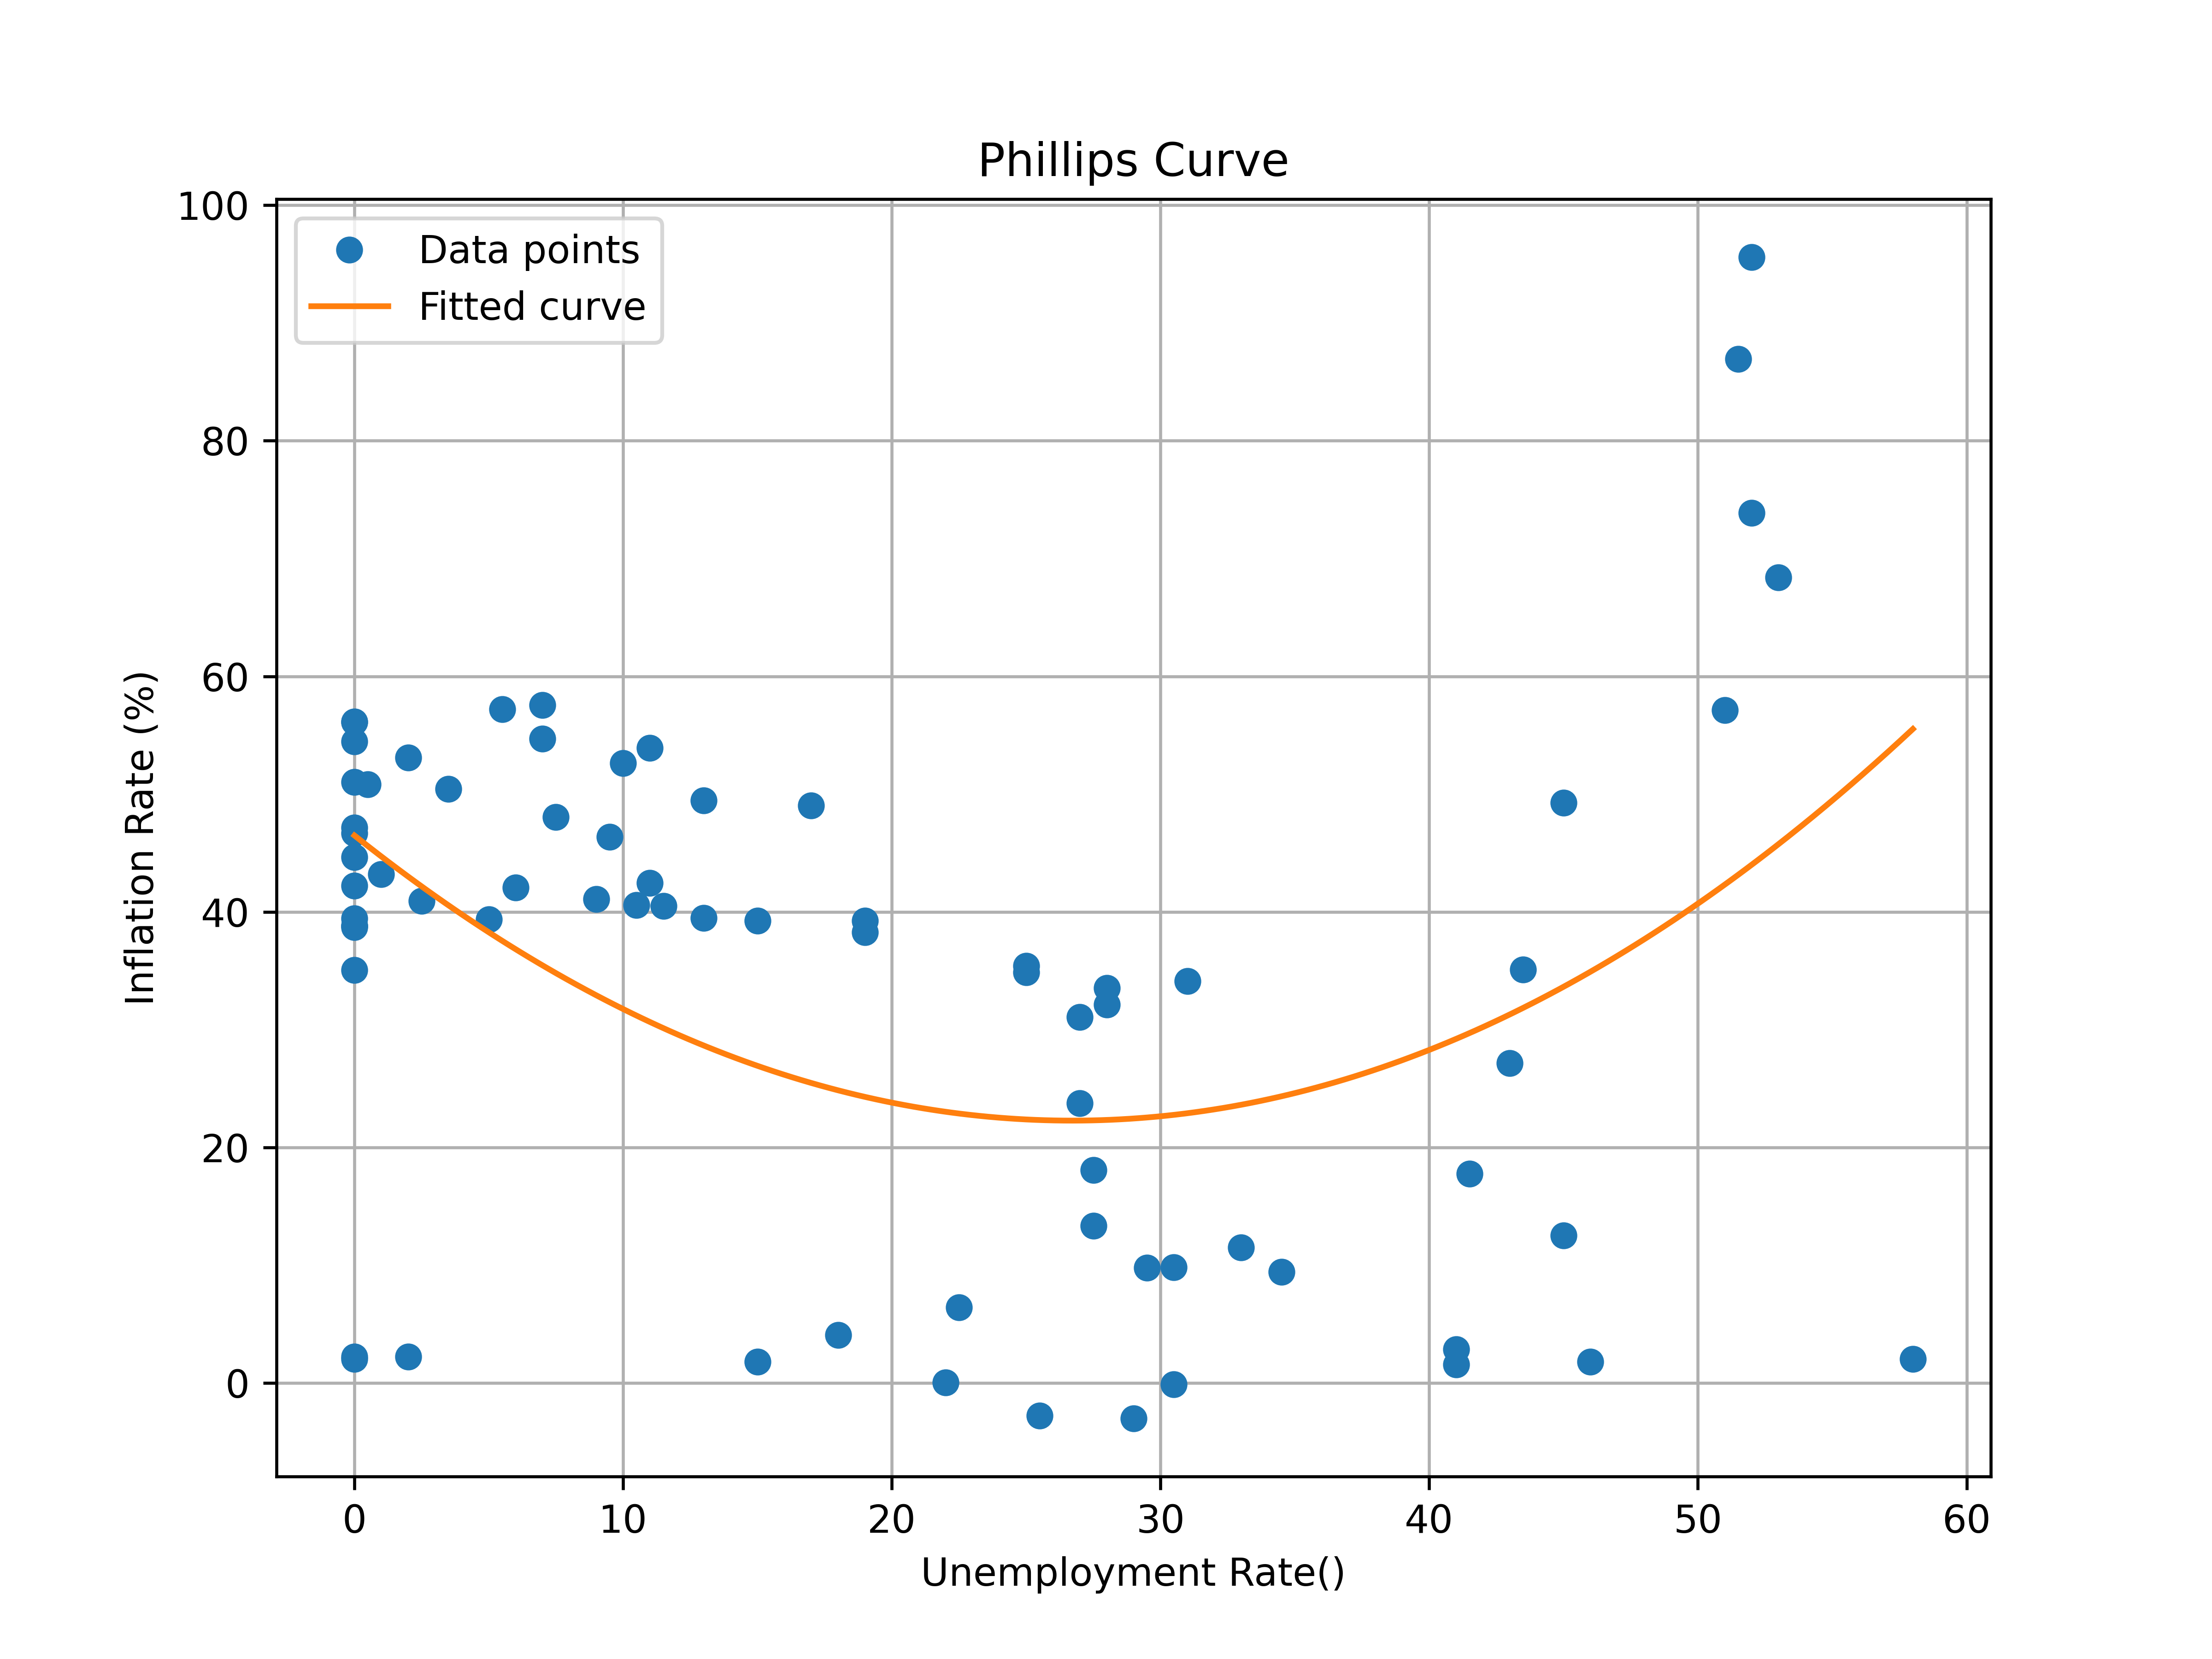 Phillips Curve
100
80
60
40
20
0
Inflation Rate (%)
Data points
Fitted curve
0 10 20 30 40 50 60
Unemployment Rate()